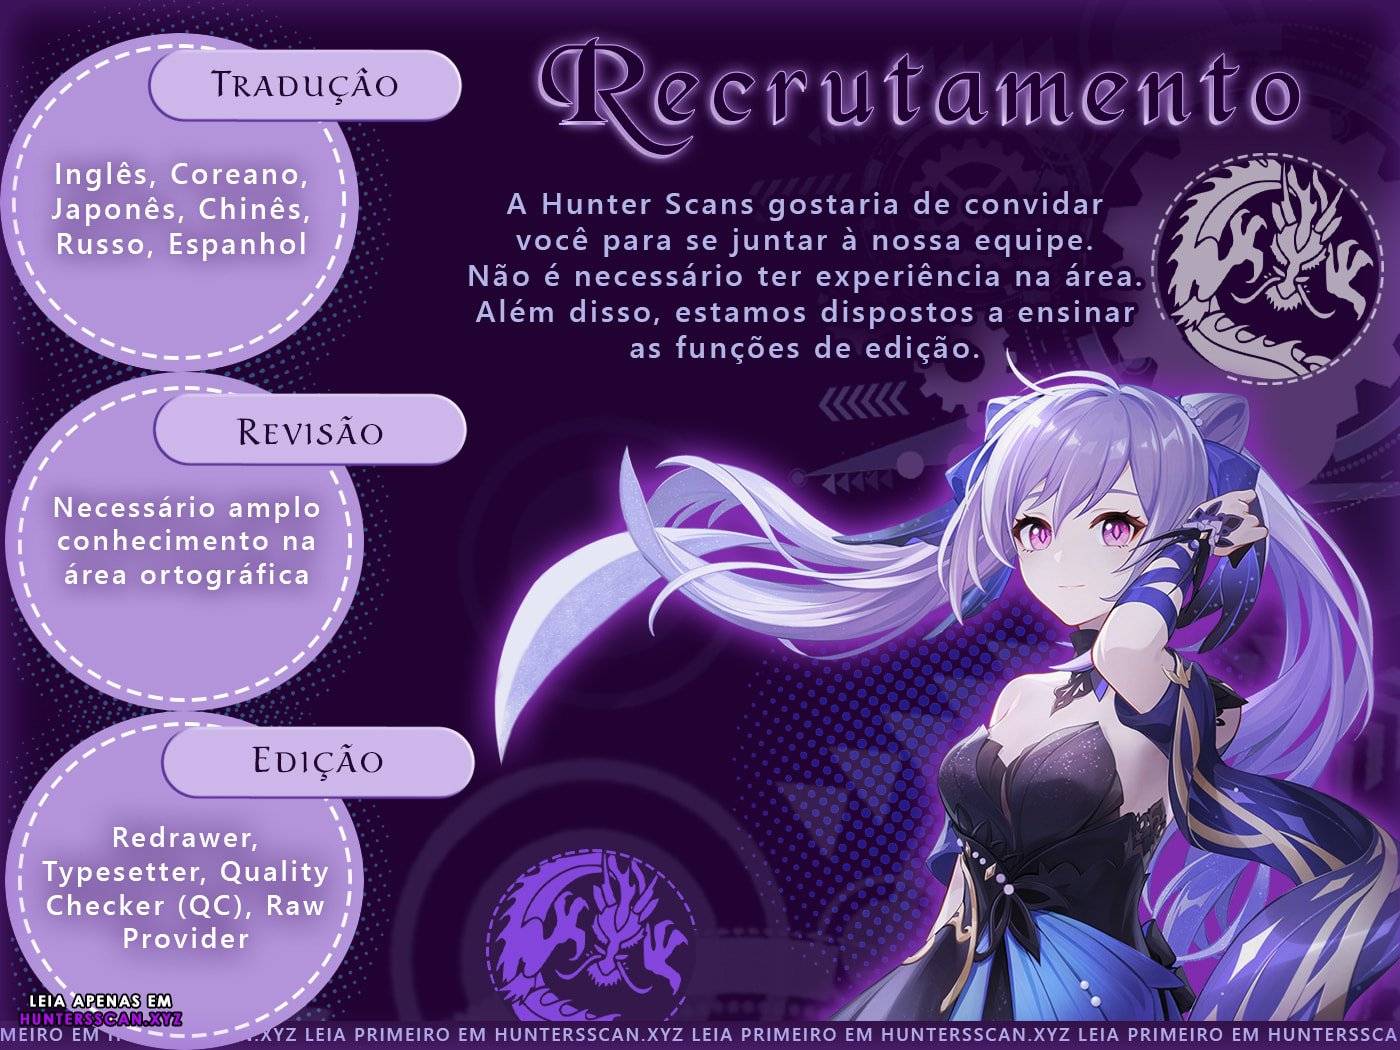 Recrutamento
A Hunter Scans gostaria de convidar
você para se juntar à nossa equipe.
Não é necessário ter experiência na área.
Além disso, estamos dispostos a ensinar
as funções de edição.
Tradução
Inglês, Coreano,
Japonês, Chinês,
Russo, Espanhol
Revisão
Necessário amplo
conhecimento na
área ortográfica
Edição
Redrawer,
Typesetter, Quality
Checker (QC), Raw
Provider
LEIA APENAS EM
HUNTERSSCAN.XYZ
MEIRO EM H N.XYZ LEIA PRIMEIRO EM HUNTERSSCAN.XYZ LEIA PRIMEIRO EM HUNTERSSCAN.XYZ LEIA PRIMEIRO EM HUNTERSSCA